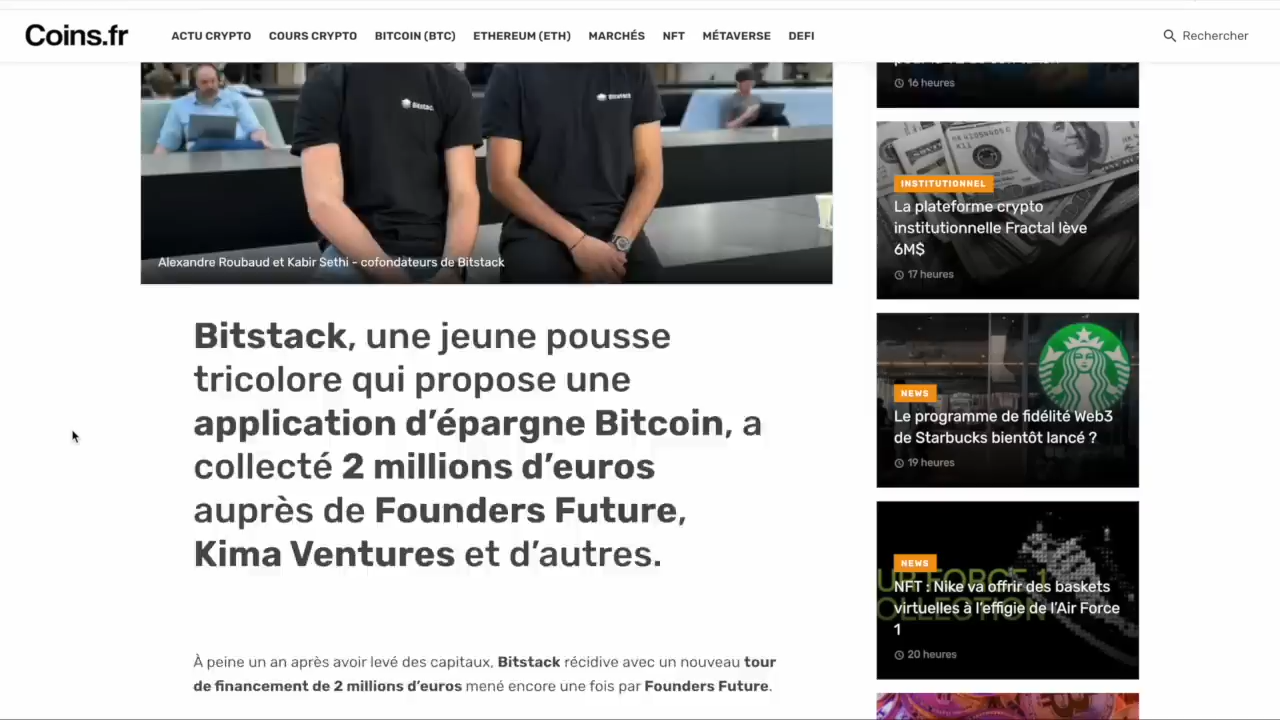 Coins.fr
ACTU CRYPTO COURS CRYPTO BITCOIN (BTC) ETHEREUM (ETH) MARCHÉS NFT MÉTAVERSE DEFI
Rechercher
Bitstack
Bitstack
Alexandre Roubaud et Kabir Sethi - cofondateurs de Bitstack
Bitstack, une jeune pousse
tricolore qui propose une
application d’épargne Bitcoin, a
collecté 2 millions d’euros
auprès de Founders Future,
Kima Ventures et d’autres.
À peine un an après avoir levé des capitaux, Bitstack récidive avec un nouveau tour
de financement de 2 millions d’euros mené encore une fois par Founders Future.
16 heures
INSTITUTIONNEL
La plateforme crypto
institutionnelle Fractal lève
6M$
17 heures
NEWS
Le programme de fidélité Web3
de Starbucks bientôt lancé ?
19 heures
NEWS
NFT : Nike va offrir des baskets
virtuelles à l’effigie de l’Air Force
1
20 heures